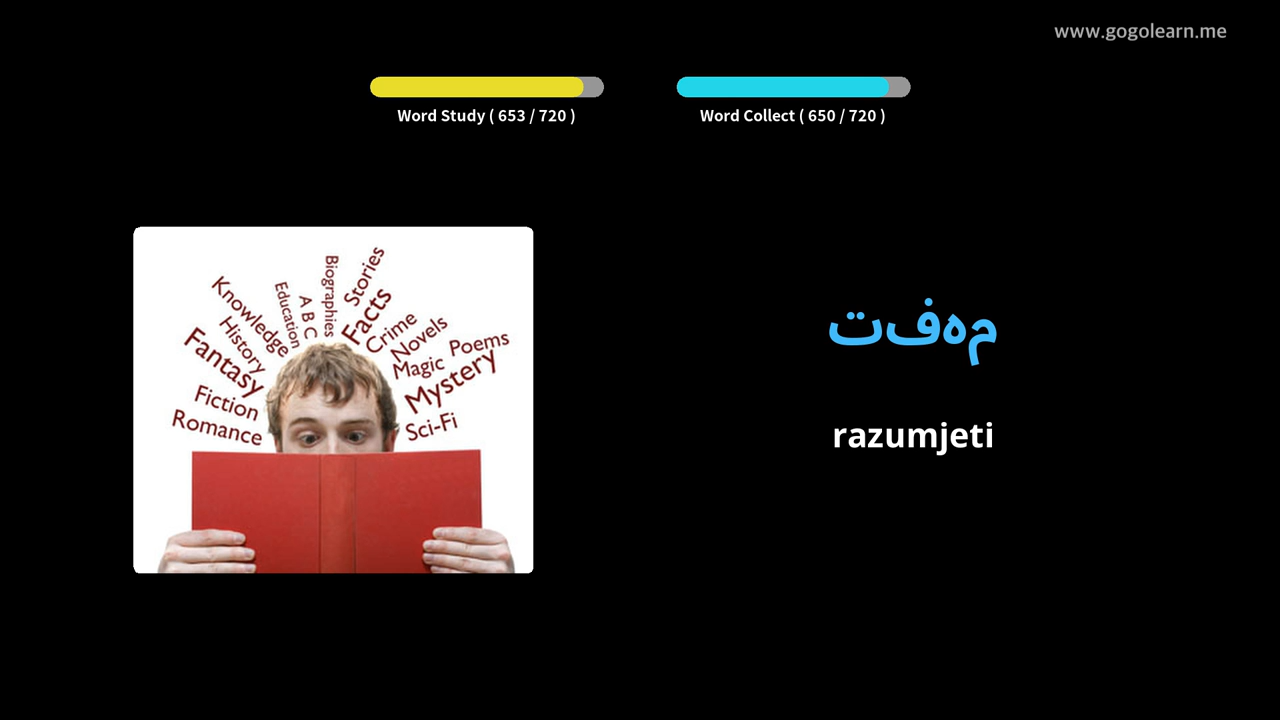 www.gogolearn.me
Word Study ( 653 / 720 )
Word Collect ( 650 / 720 )
Knowledge
History
Fantasy
Fiction
Romance
Education
A B C
Biographies
Stories
Facts
Crime
Novels
Magic
Poems
Mystery
Sci-Fi
مهفت
razumjeti